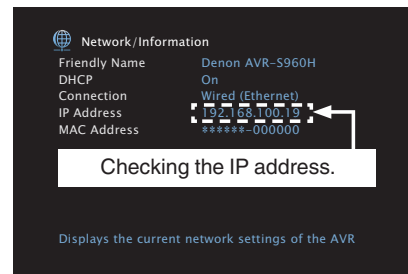 Network/Information
Friendly Name Denon AVR-S960H
DHCP On
Connection Wired (Ethernet)
IP Address 192.168.100.19
MAC Address ******-000000
Checking the IP address.
Displays the current network settings of the AVR